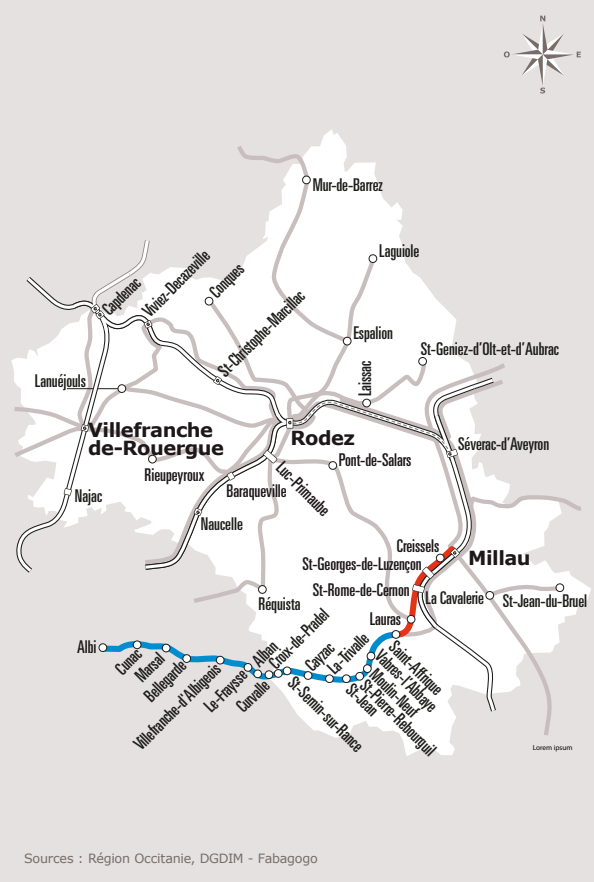 N
O
E
S
Mur-de-Barrez
Laguiole
Capdenac
Viviez-Decazeville
Conques
St-Christophe-Marcillac
Espalion
St-Geniez-d'Olt-et-d'Aubrac
Lanuéjouls
Laissac
Villefranche
de-Rouergue
Rodez
Séverac-d'Aveyron
Rieupeyroux
Luc-Primaube
Pont-de-Salars
Najac
Baraqueville
Naucelle
Creissels
Millau
St-Georges-de-Luzençon
St-Rome-de-Cernon
La Cavalerie
St-Jean-du-Bruel
Réquista
Lauras
Albi
Cunac
Marsal
Bellegarde
Villefranche-d'Albigeois
Le-Fraysse
Alban
Curvalle
Croix-de-Pradel
St-Sernin-sur-Rance
Cayzac
La-Trivalle
St-Jean
St-Pierre-Rebourguil
Moulin-Neuf
Vabres-l'Abbaye
Saint-Affrique
Lorem ipsum
Sources : Région Occitanie, DGDIM - Fabagogo